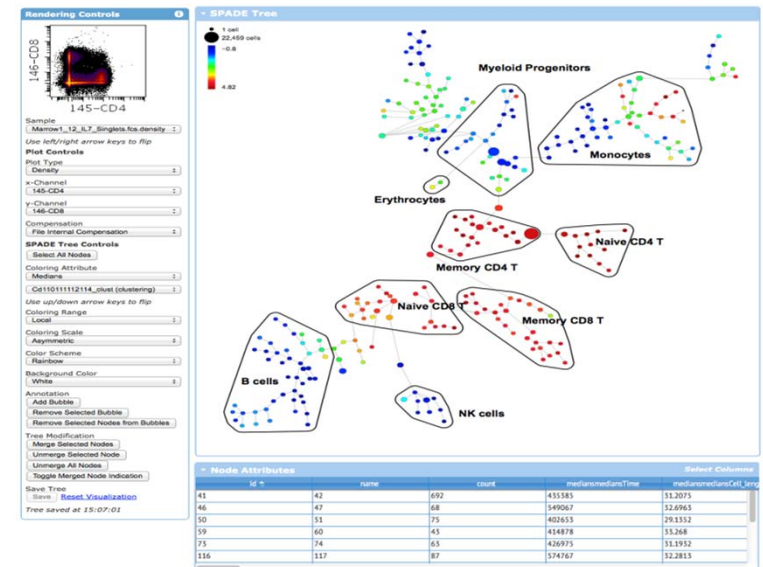 Rendering Controls
146-CD8
145-CD4
Sample
Marrow1_12_IL7_Singlets.fcs.density
Use left/right arrow keys to flip
Plot Controls
Plot Type
Density
x-Channel
145-CD4
y-Channel
146-CD8
Compensation
File Internal Compensation
SPADE Tree Controls
Select All Nodes
Coloring Attribute
Medians
Cd110111112114_clust (clustering)
Use up/down arrow keys to flip
Coloring Range
Local
Coloring Scale
Asymmetric
Color Scheme
Rainbow
Background Color
White
Annotation
Add Bubble
Remove Selected Bubble
Remove Selected Nodes from Bubbles
Tree Modification
Merge Selected Nodes
Unmerge Selected Node
Unmerge All Nodes
Toggle Merged Node Indication
Save Tree
Save Reset Visualization
Tree saved at 15:07:01
SPADE Tree
1 cell
22,459 cells
-0.8
4.82
Myeloid Progenitors
Monocytes
Erythrocytes
Naive CD4 T
Memory CD4 T
Naive CD8 T
Memory CD8 T
B cells
NK cells
Node Attributes Select Columns
id name count mediansmediansTime mediansmediansCell_leng
41 42 692 435385 31.2075
46 47 68 549067 32.6963
50 51 75 402653 29.1352
59 60 43 414878 33.268
73 74 63 426975 31.1932
116 117 87 574767 32.2813